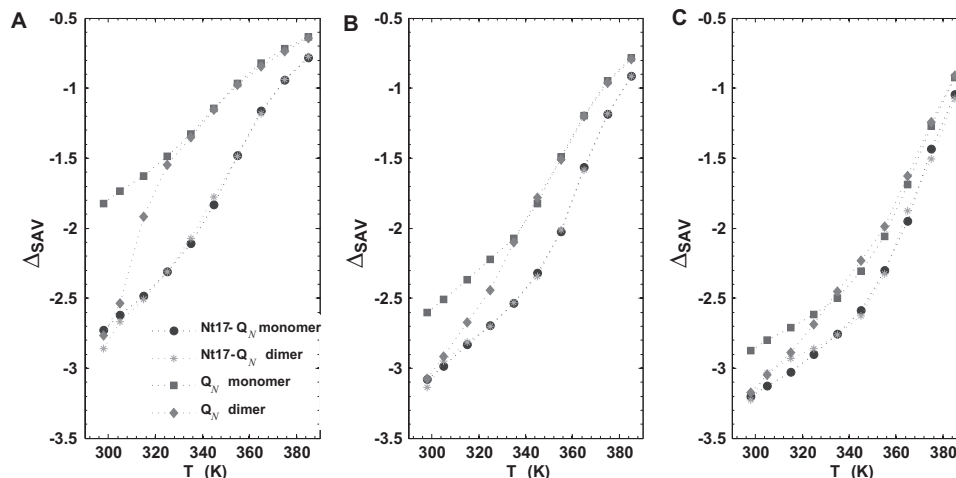 A
B
C
-0.5
-1
-1.5
-2
-2.5
-3
-3.5
Δ_SAV
Nt17- Q_N monomer
Nt17-Q_N dimer
Q_N monomer
Q_N dimer
300 320 340 360 380
T (K)
-0.5
-1
-1.5
-2
-2.5
-3
-3.5
Δ_SAV
300 320 340 360 380
T (K)
-0.5
-1
-1.5
-2
-2.5
-3
-3.5
Δ_SAV
300 320 340 360 380
T (K)